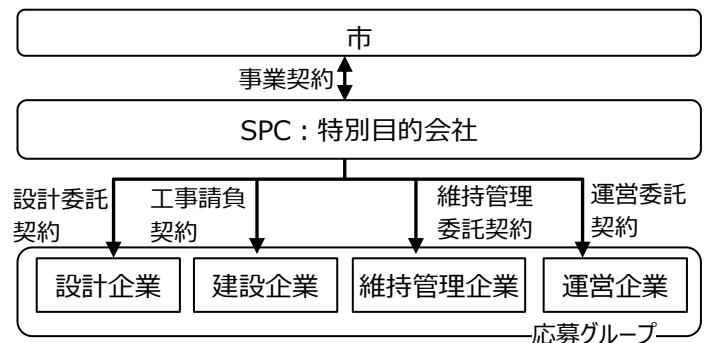 市
事業契約
SPC：特別目的会社
設計委託
契約
工事請負
契約
維持管理
委託契約
運営委託
契約
設計企業
建設企業
維持管理企業
運営企業
応募グループ